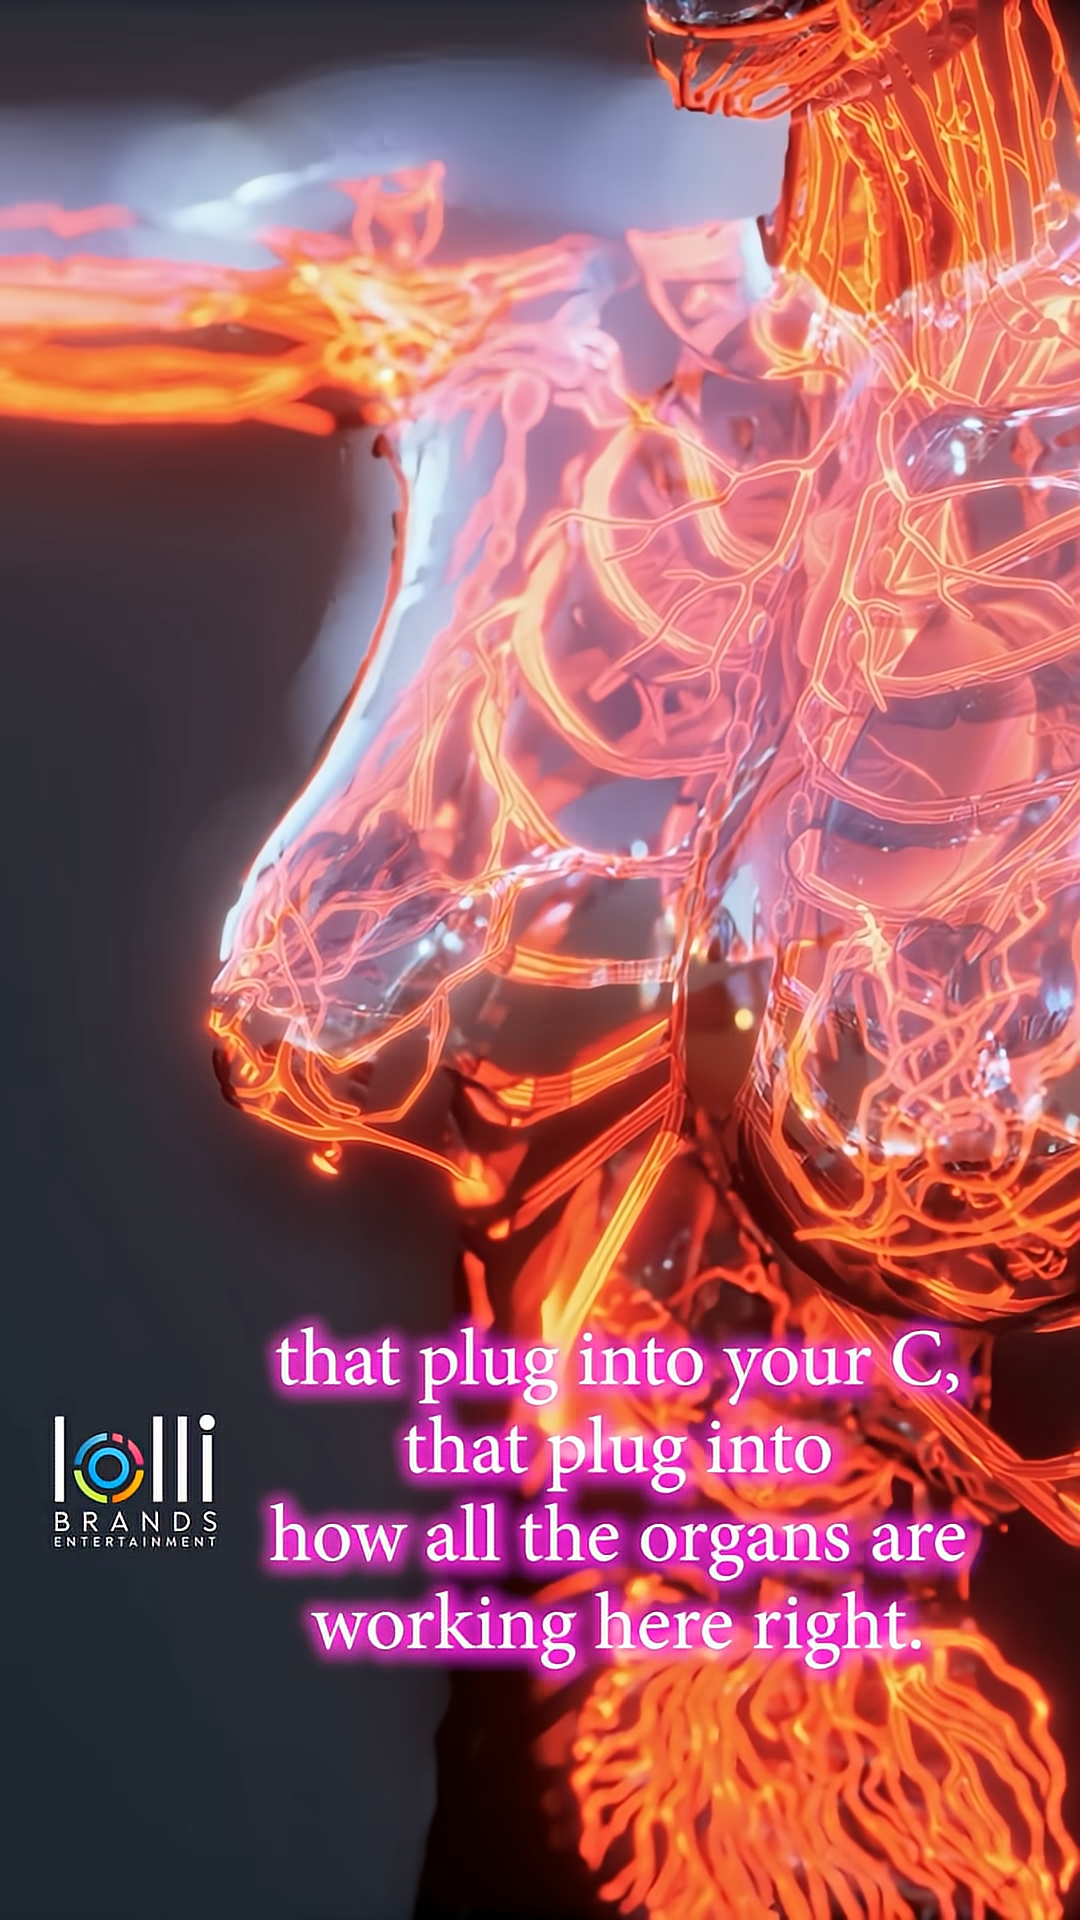 that plug into your C,
that plug into
how all the organs are
working here right.
lolli
BRANDS
ENTERTAINMENT